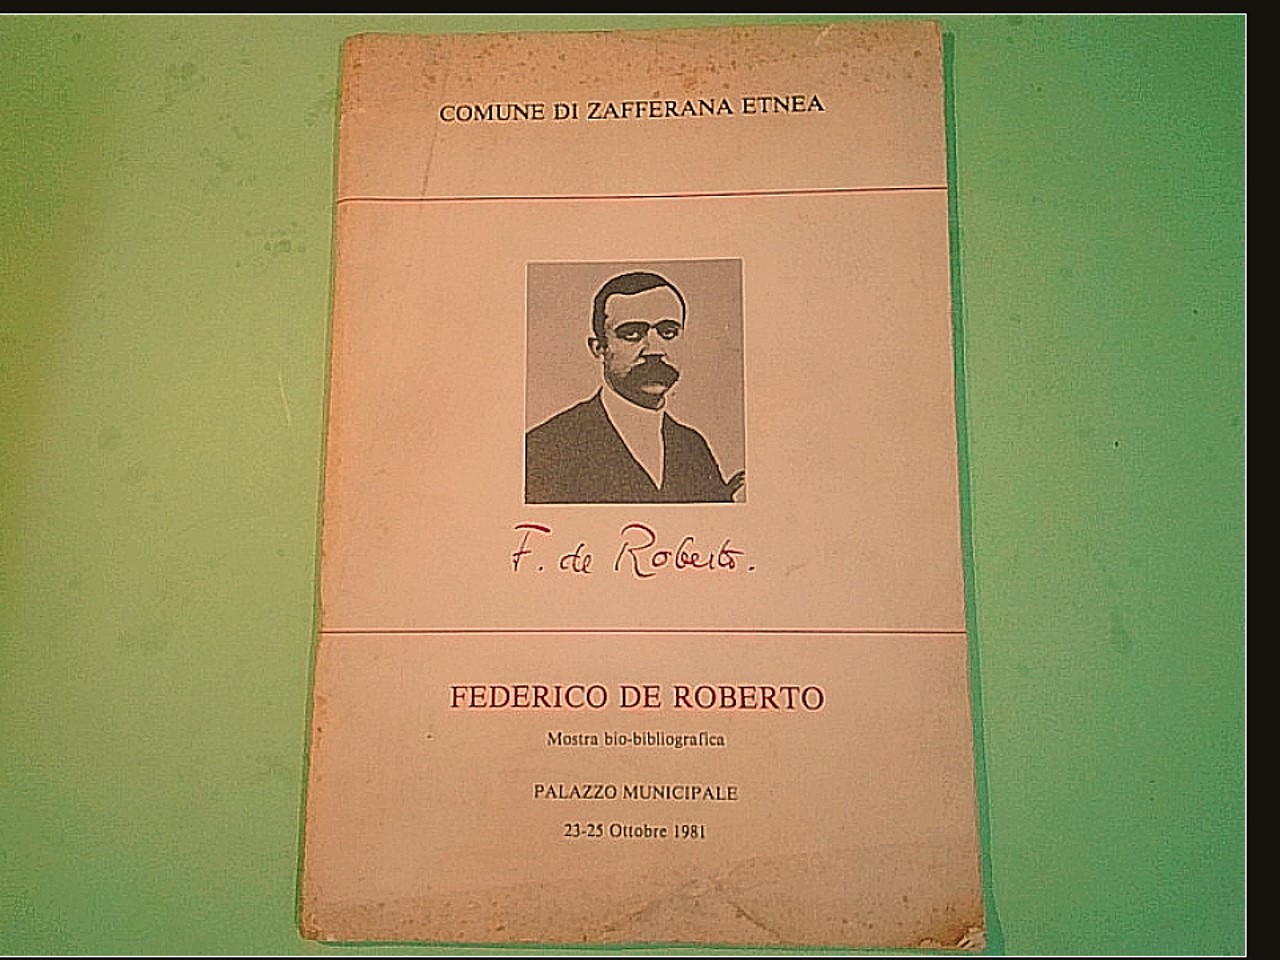 COMUNE DI ZAFFERANA ETNEA
F. de Roberto.
FEDERICO DE ROBERTO
Mostra bio-bibliografica
PALAZZO MUNICIPALE
23-25 Ottobre 1981